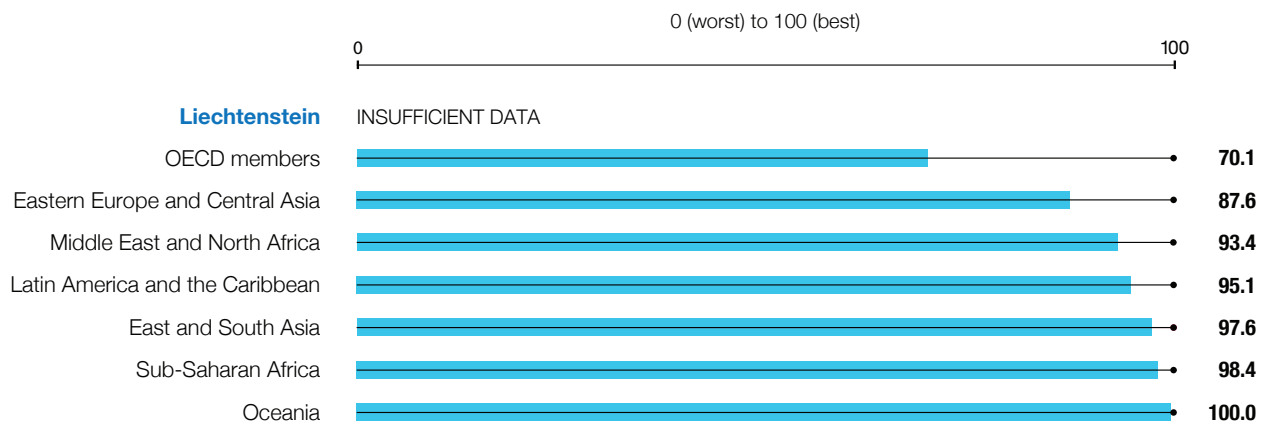 0 (worst) to 100 (best)
0 100
Liechtenstein INSUFFICIENT DATA
OECD members 70.1
Eastern Europe and Central Asia 87.6
Middle East and North Africa 93.4
Latin America and the Caribbean 95.1
East and South Asia 97.6
Sub-Saharan Africa 98.4
Oceania 100.0